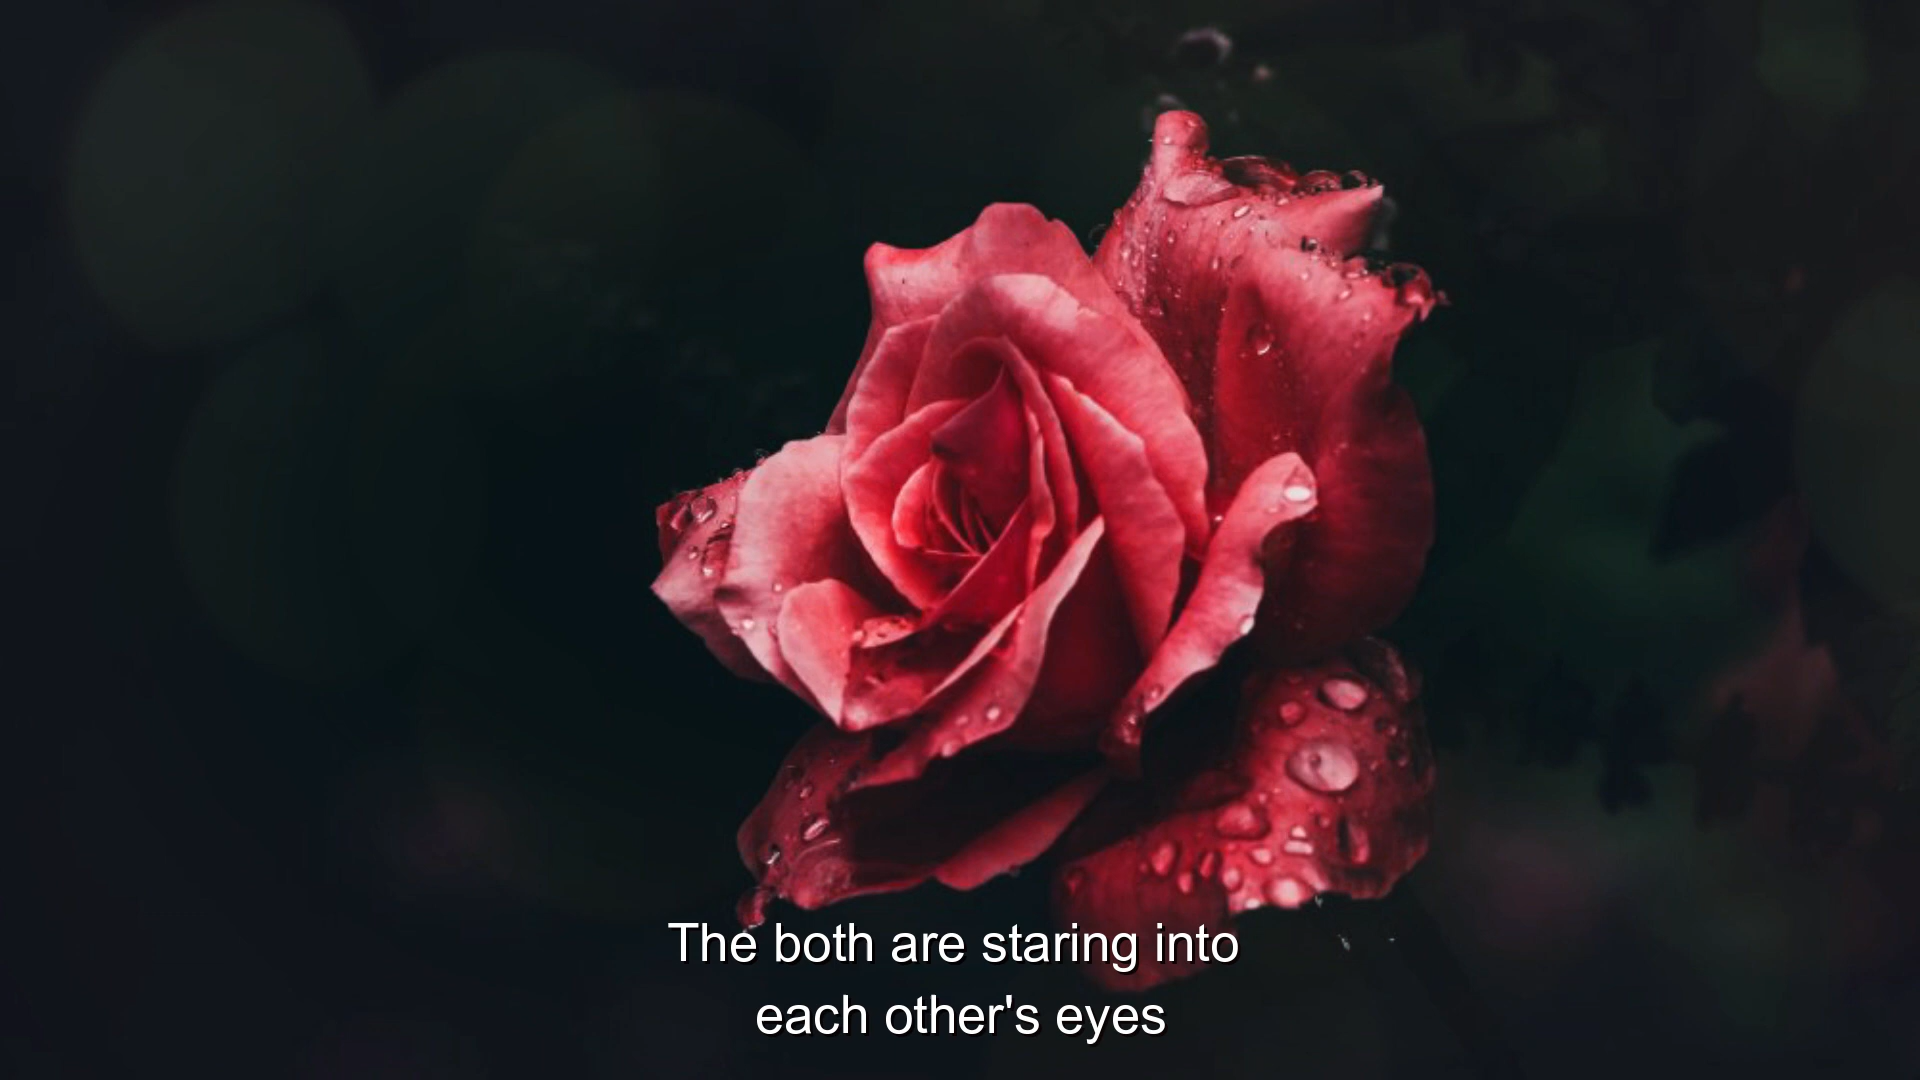 The both are staring into
each other's eyes